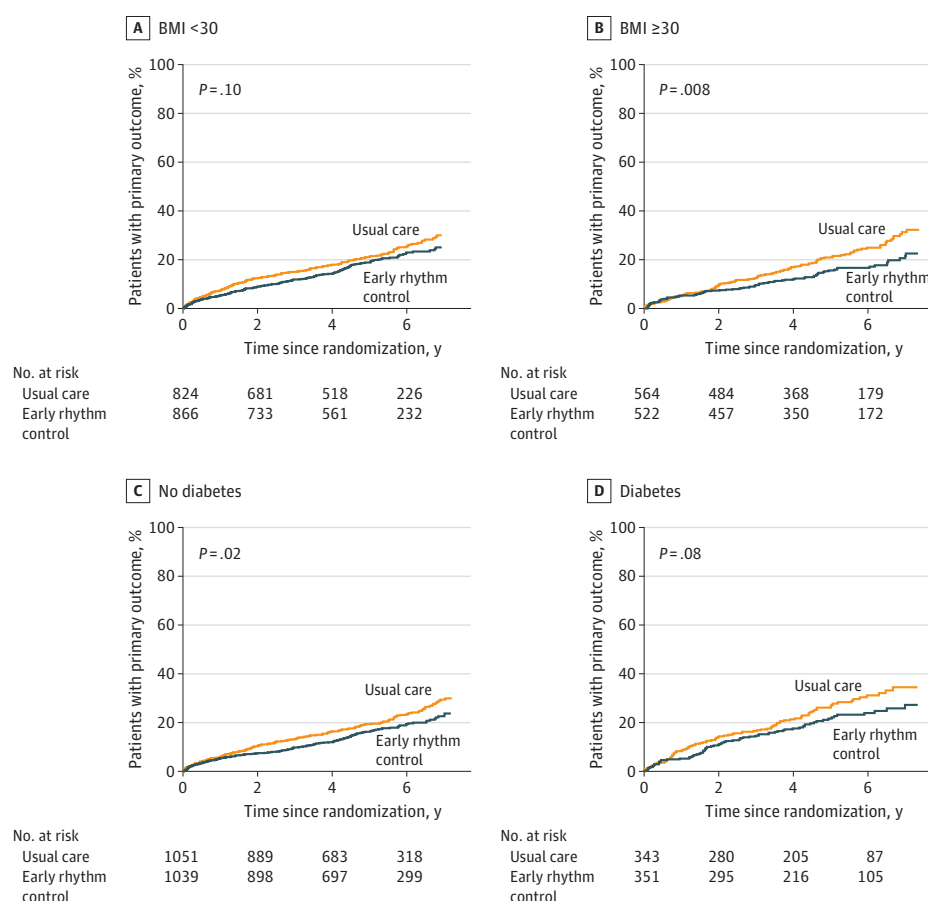 A BMI <30
100
80
60
40
20
0
Patients with primary outcome, %
P=.10
Usual care
Early rhythm
control
0 2 4 6
Time since randomization, y
No. at risk
Usual care 824 681 518 226
Early rhythm 866 733 561 232
control
B BMI ≥30
100
80
60
40
20
0
Patients with primary outcome, %
P=.008
Usual care
Early rhythm
control
0 2 4 6
Time since randomization, y
No. at risk
Usual care 564 484 368 179
Early rhythm 522 457 350 172
control
C No diabetes
100
80
60
40
20
0
Patients with primary outcome, %
P=.02
Usual care
Early rhythm
control
0 2 4 6
Time since randomization, y
No. at risk
Usual care 1051 889 683 318
Early rhythm 1039 898 697 299
control
D Diabetes
100
80
60
40
20
0
Patients with primary outcome, %
P=.08
Usual care
Early rhythm
control
0 2 4 6
Time since randomization, y
No. at risk
Usual care 343 280 205 87
Early rhythm 351 295 216 105
control